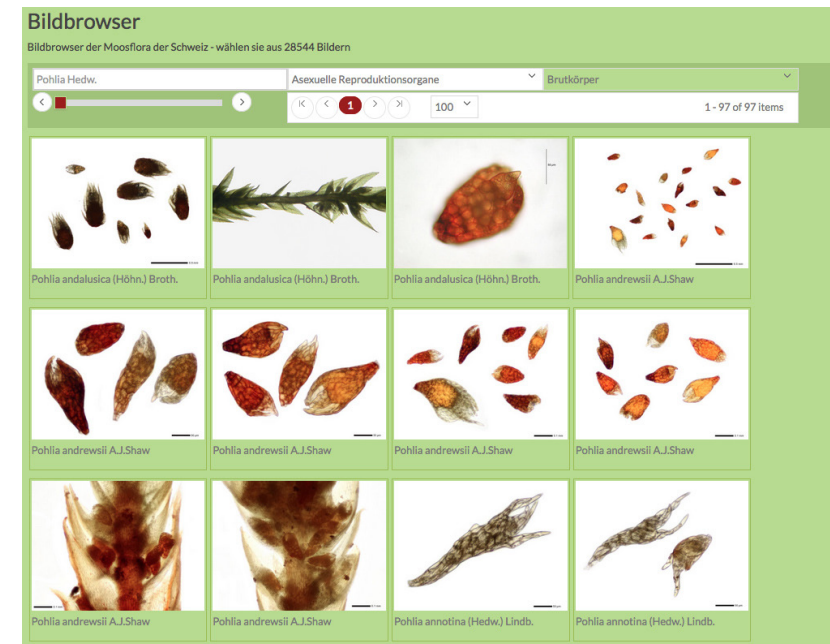 Bildbrowser
Bildbrowser der Moosflora der Schweiz - wählen sie aus 28544 Bildern
Pohlia Hedw. Asexuelle Reproduktionsorgane Brutkörper
1 100 1 - 97 of 97 items
Pohlia andalusica (Höhn.) Broth. Pohlia andalusica (Höhn.) Broth. Pohlia andalusica (Höhn.) Broth. Pohlia andrewsii A.J.Shaw
Pohlia andrewsii A.J.Shaw Pohlia andrewsii A.J.Shaw Pohlia andrewsii A.J.Shaw Pohlia andrewsii A.J.Shaw
Pohlia andrewsii A.J.Shaw Pohlia andrewsii A.J.Shaw Pohlia annotina (Hedw.) Lindb. Pohlia annotina (Hedw.) Lindb.